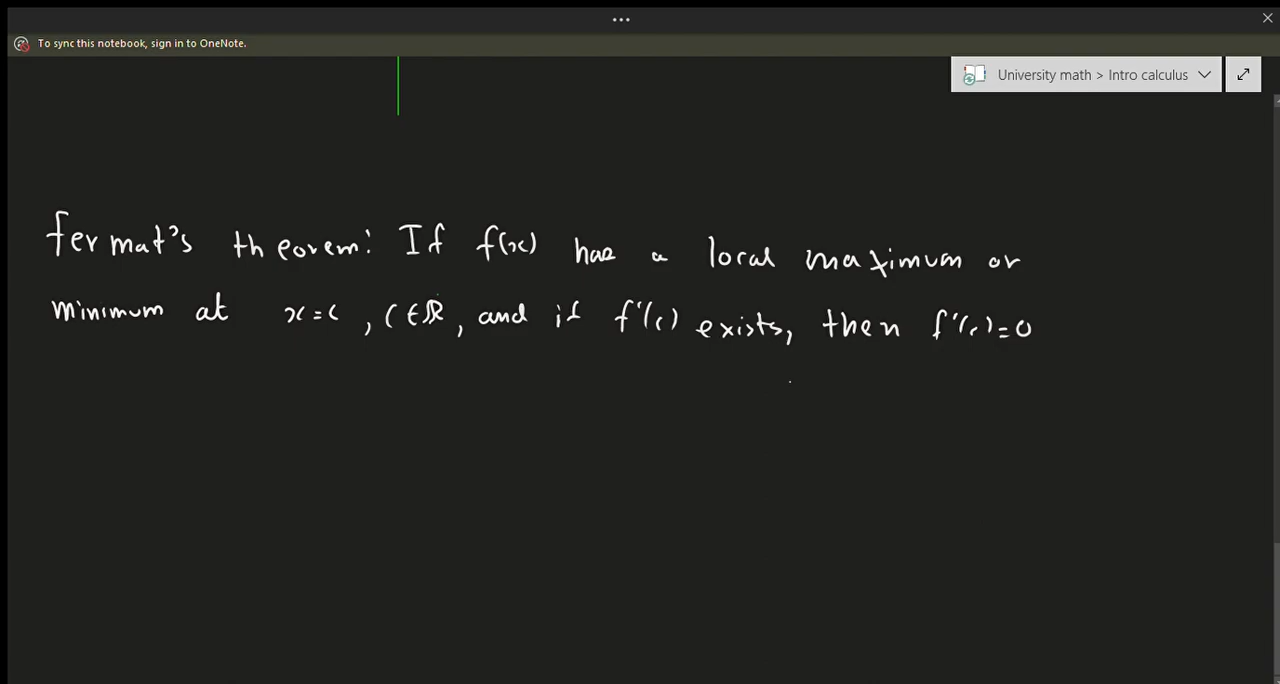 To sync this notebook, sign in to OneNote.
University math > Intro calculus
Fermat's theorem: If f(x) has a local maximum or
minimum at x=c, c∈ℝ, and if f'(c) exists, then f'(c)=0